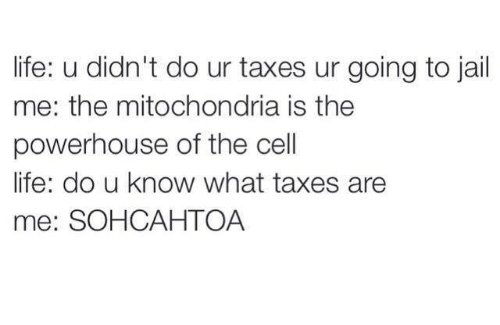 life: u didn't do ur taxes ur going to jail
me: the mitochondria is the
powerhouse of the cell
life: do u know what taxes are
me: SOHCAHTOA